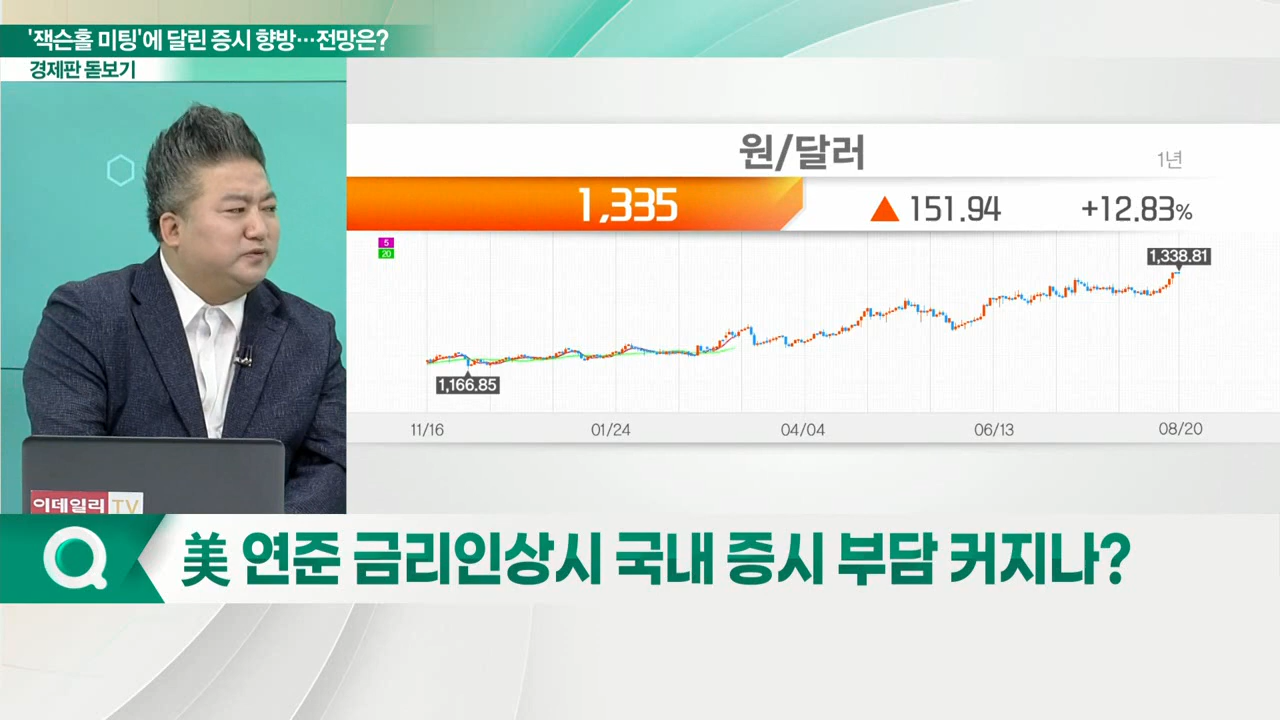 '잭슨홀 미팅'에 달린 증시 향방…전망은?
경제판 돋보기
원/달러
1년
1,335
▲ 151.94
+12.83%
5
20
1,338.81
1,166.85
11/16
01/24
04/04
06/13
08/20
이데일리 TV
Q 美 연준 금리인상시 국내 증시 부담 커지나?